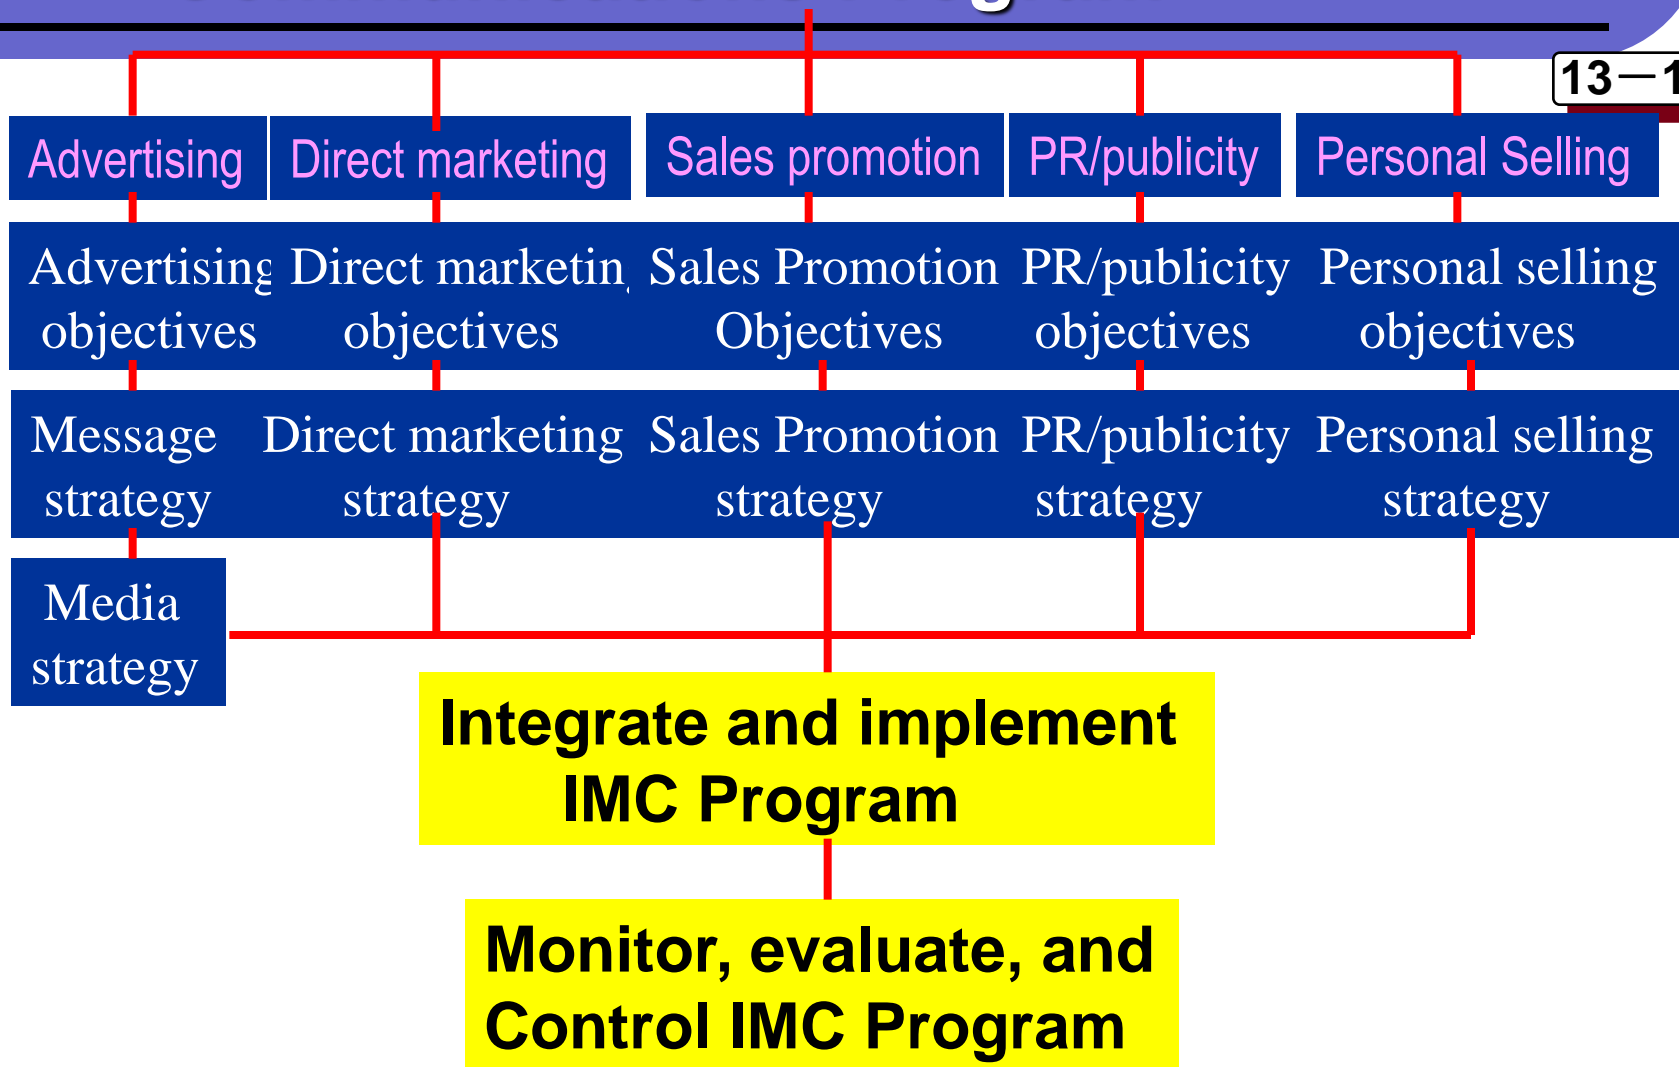 Communications Program
13－1
Advertising
Direct marketing
Sales promotion
PR/publicity
Personal Selling
Advertising
objectives
Direct marketin
objectives
Sales Promotion
Objectives
PR/publicity
objectives
Personal selling
objectives
Message
strategy
Direct marketing
strategy
Sales Promotion
strategy
PR/publicity
strategy
Personal selling
strategy
Media
strategy
Integrate and implement
IMC Program
Monitor, evaluate, and
Control IMC Program